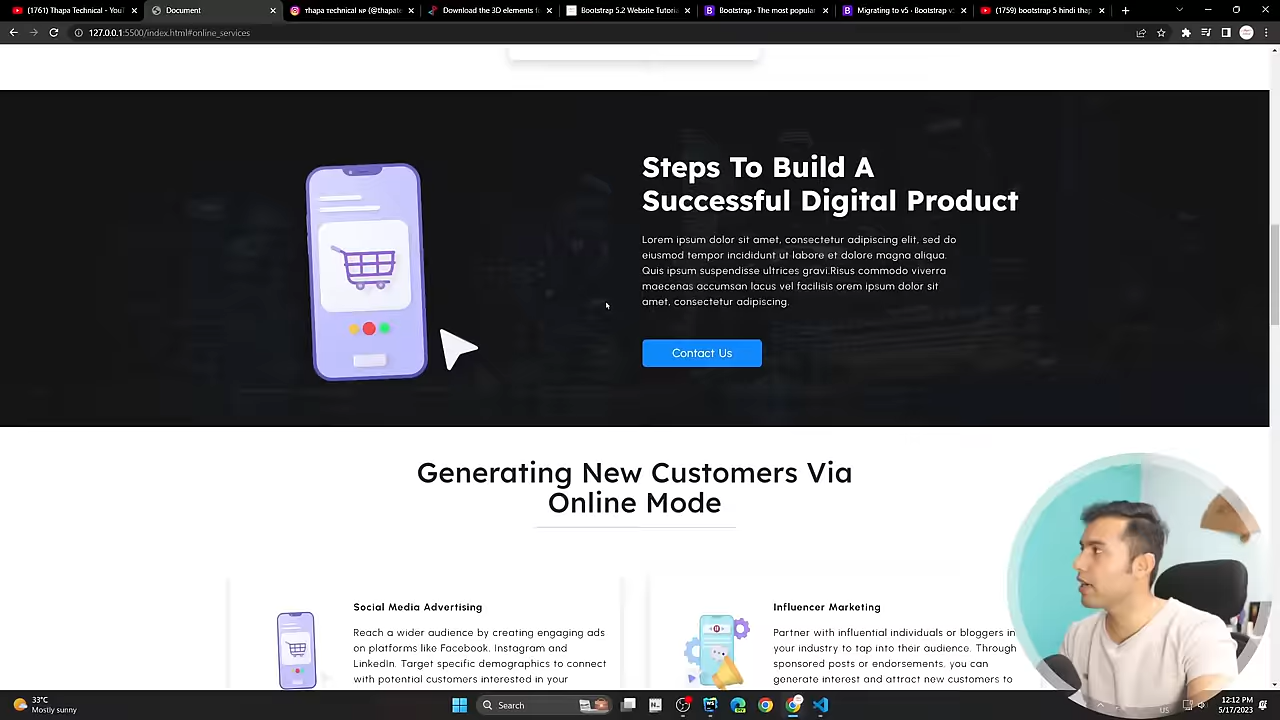 (1761) Thapa Technical - You
Document
Thapa technical NP (@thapate
Download the 3D elements f
Bootstrap 5.2 Website Tutoria
Bootstrap · The most popular
Migrating to v5 · Bootstrap v
(1759) bootstrap 5 hindi thap
127.0.0.1:5500/index.html#online_services
Steps To Build A
Successful Digital Product
Lorem ipsum dolor sit amet, consectetur adipiscing elit, sed do
eiusmod tempor incididunt ut labore et dolore magna aliqua.
Quis ipsum suspendisse ultrices gravi.Risus commodo viverra
maecenas accumsan lacus vel facilisis orem ipsum dolor sit
amet, consectetur adipiscing.
Contact Us
Generating New Customers Via
Online Mode
Social Media Advertising
Reach a wider audience by creating engaging ads
on platforms like Facebook, Instagram and
LinkedIn. Target specific demographics to connect
with potential customers interested in your
Influencer Marketing
Partner with influential individuals or bloggers in
your industry to tap into their audience. Through
sponsored posts or endorsements, you can
generate interest and attract new customers to
33°C
Mostly sunny
Search
US
12:12 PM
5/17/2023